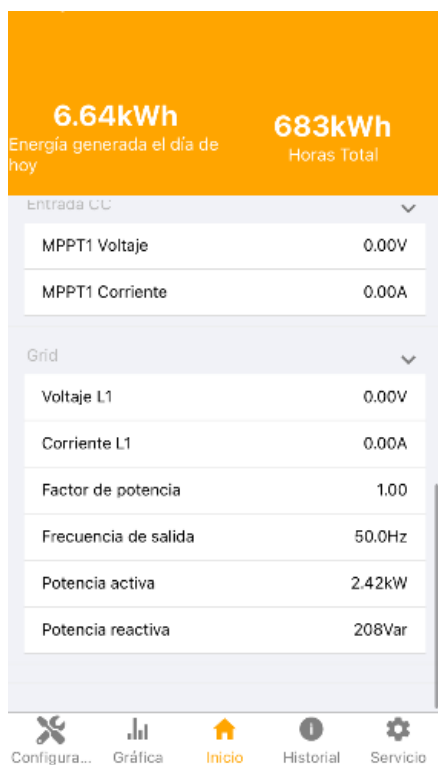 6.64kWh
Energía generada el día de
hoy
683kWh
Horas Total
Entrada CC
MPPT1 Voltaje 0.00V
MPPT1 Corriente 0.00A
Grid
Voltaje L1 0.00V
Corriente L1 0.00A
Factor de potencia 1.00
Frecuencia de salida 50.0Hz
Potencia activa 2.42kW
Potencia reactiva 208Var
Configura... Gráfica Inicio Historial Servicio